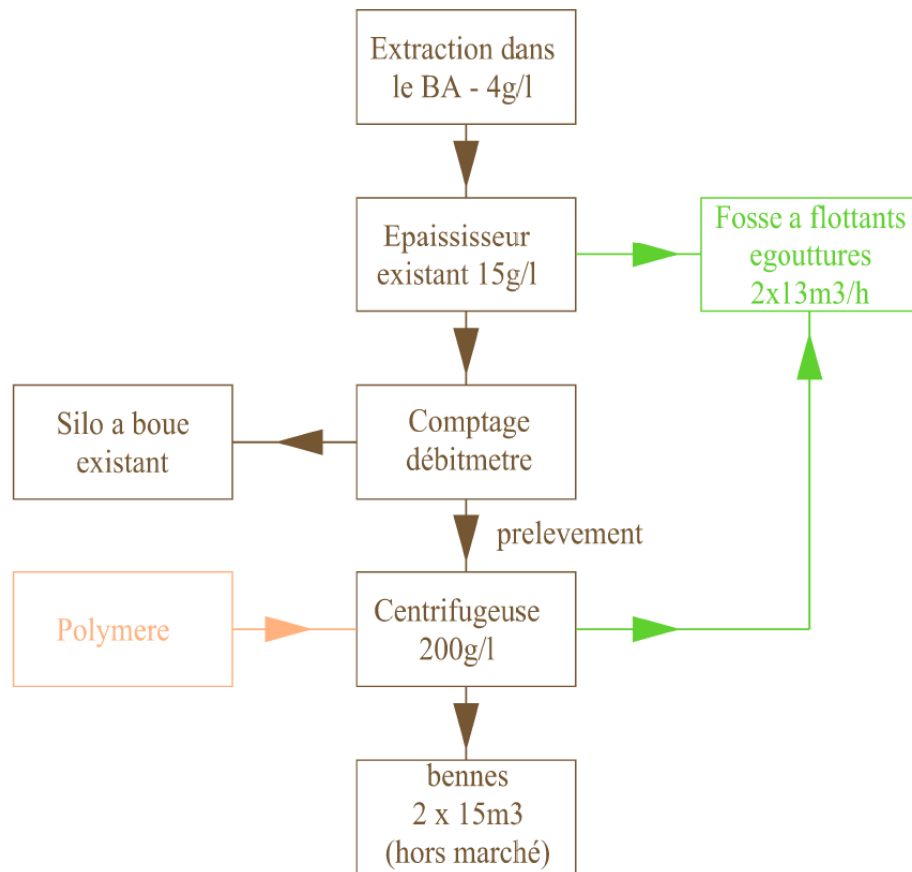 Extraction dans
le BA - 4g/l
Epaississeur
existant 15g/l
Fosse a flottants
egouttures
2x13m3/h
Silo a boue
existant
Comptage
débitmetre
prelevement
Polymere
Centrifugeuse
200g/l
bennes
2 x 15m3
(hors marché)